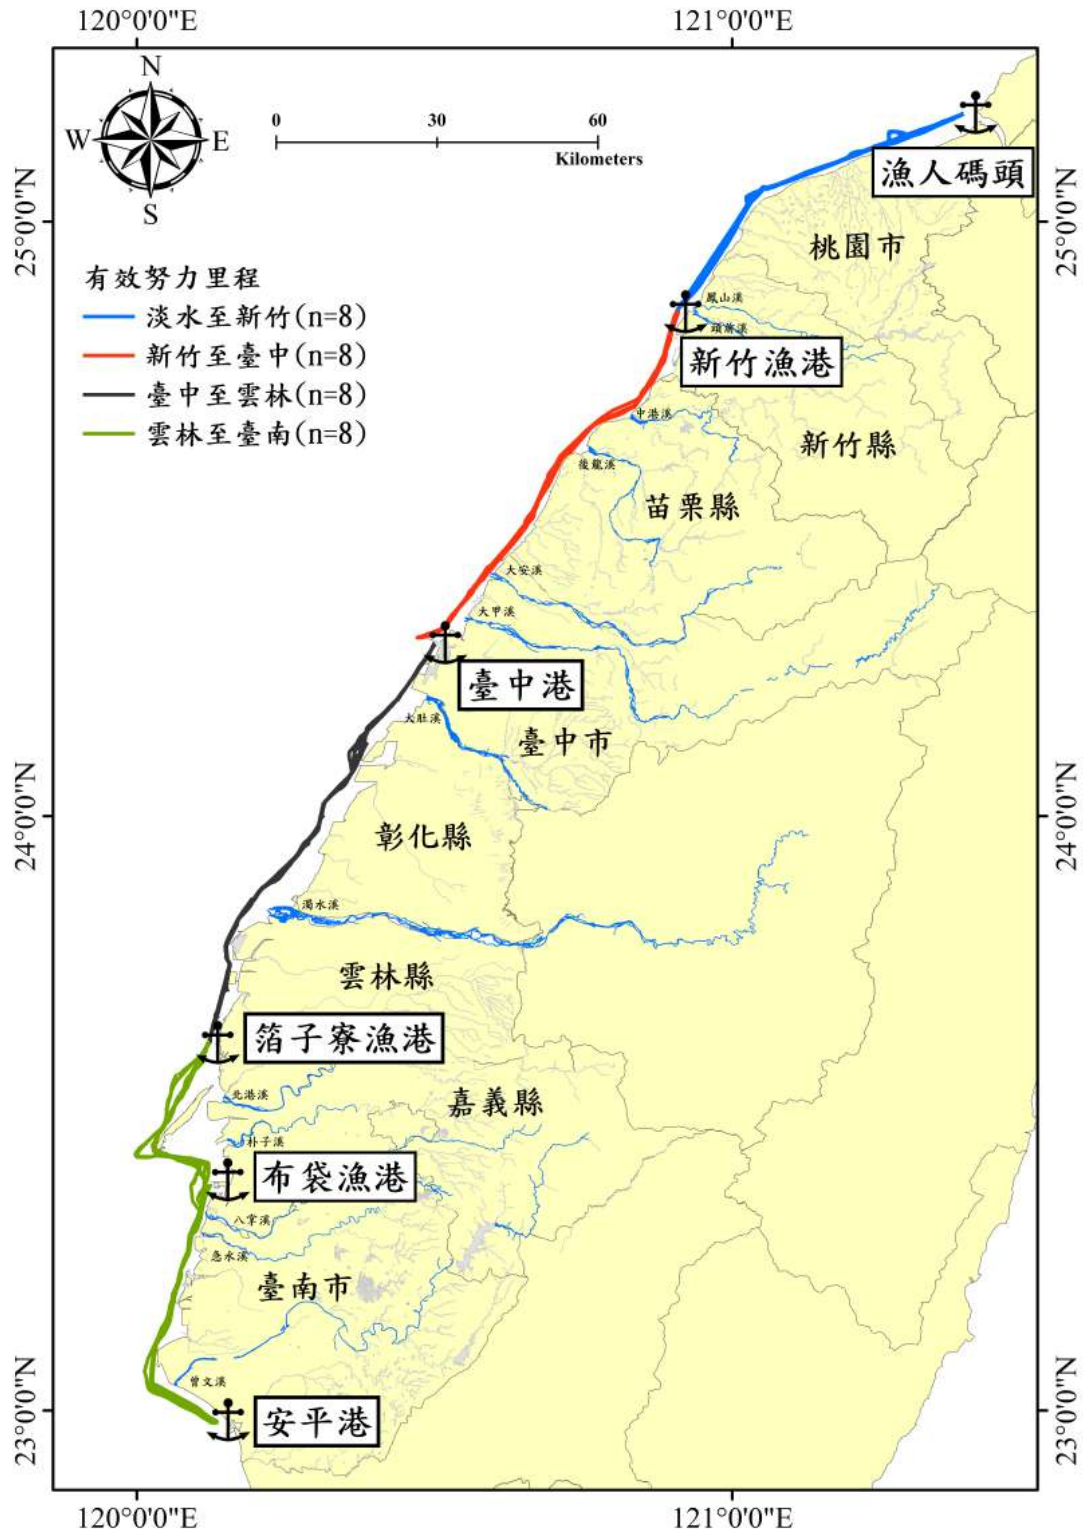 120°0'0"E
121°0'0"E
N
W
E
S
0
30
60
Kilometers
漁人碼頭
25°0'0"N
25°0'0"N
桃園市
有效努力里程
淡水至新竹(n=8)
新竹至臺中(n=8)
臺中至雲林(n=8)
雲林至臺南(n=8)
鳳山溪
頭前溪
新竹漁港
中港溪
新竹縣
後龍溪
苗栗縣
大安溪
大甲溪
臺中港
大肚溪
臺中市
24°0'0"N
24°0'0"N
彰化縣
濁水溪
雲林縣
箔子寮漁港
北港溪
嘉義縣
朴子溪
布袋漁港
八掌溪
急水溪
臺南市
曾文溪
23°0'0"N
23°0'0"N
安平港
120°0'0"E
121°0'0"E